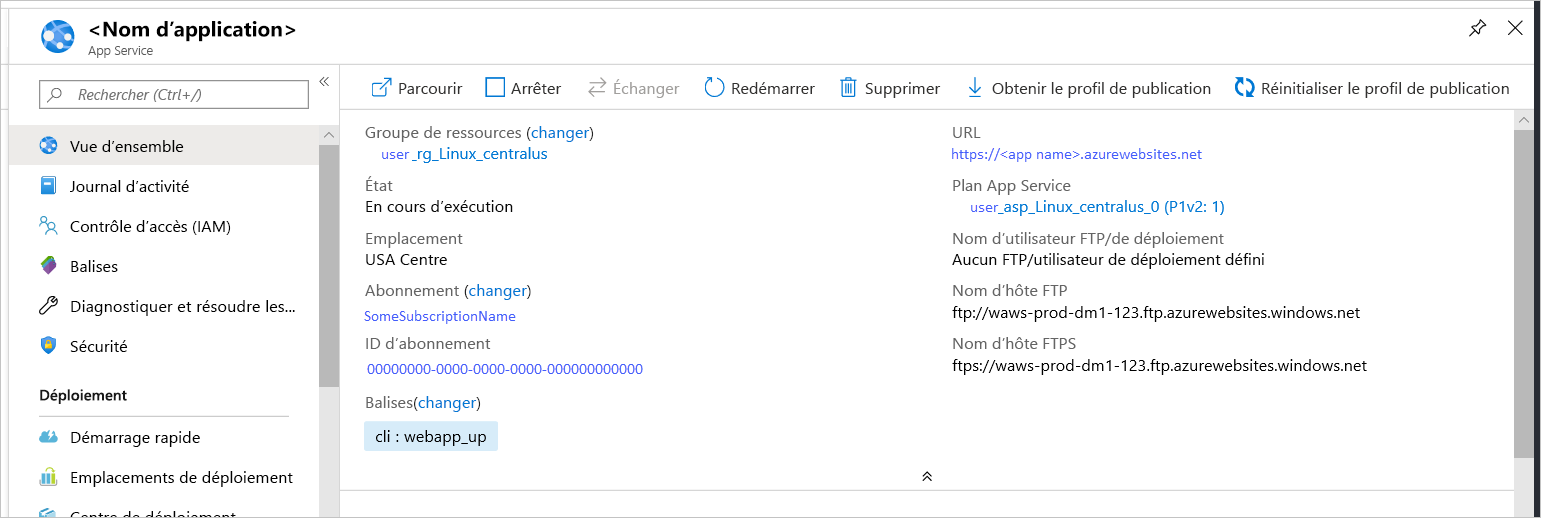 <Nom d’application>
App Service
Rechercher (Ctrl+/)
Vue d’ensemble
Journal d’activité
Contrôle d’accès (IAM)
Balises
Diagnostiquer et résoudre les...
Sécurité
Déploiement
Démarrage rapide
Emplacements de déploiement
Centre de déploiement
Parcourir
Arrêter
Échanger
Redémarrer
Supprimer
Obtenir le profil de publication
Réinitialiser le profil de publication
Groupe de ressources (changer)
user _rg_Linux_centralus
État
En cours d’exécution
Emplacement
USA Centre
Abonnement (changer)
SomeSubscriptionName
ID d’abonnement
00000000-0000-0000-0000-000000000000
Balises(changer)
cli : webapp_up
URL
https://<app name>.azurewebsites.net
Plan App Service
user_asp_Linux_centralus_0 (P1v2: 1)
Nom d’utilisateur FTP/de déploiement
Aucun FTP/utilisateur de déploiement défini
Nom d’hôte FTP
ftp://waws-prod-dm1-123.ftp.azurewebsites.windows.net
Nom d’hôte FTPS
ftps://waws-prod-dm1-123.ftp.azurewebsites.windows.net